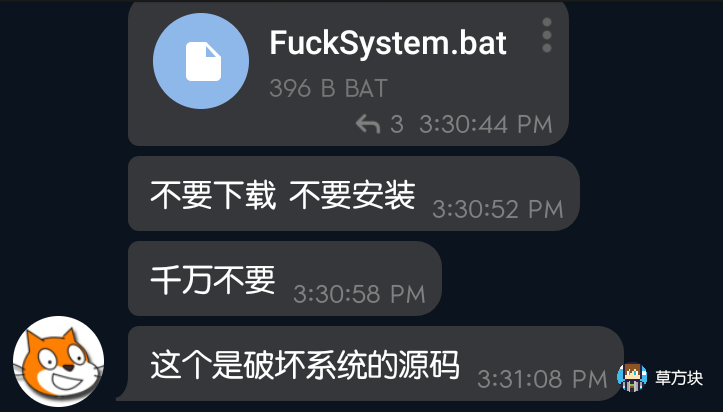 FuckSystem.bat
396 B BAT
3 3:30:44 PM
不要下载 不要安装 3:30:52 PM
千万不要 3:30:58 PM
这个是破坏系统的源码 3:31:08 PM
草方块